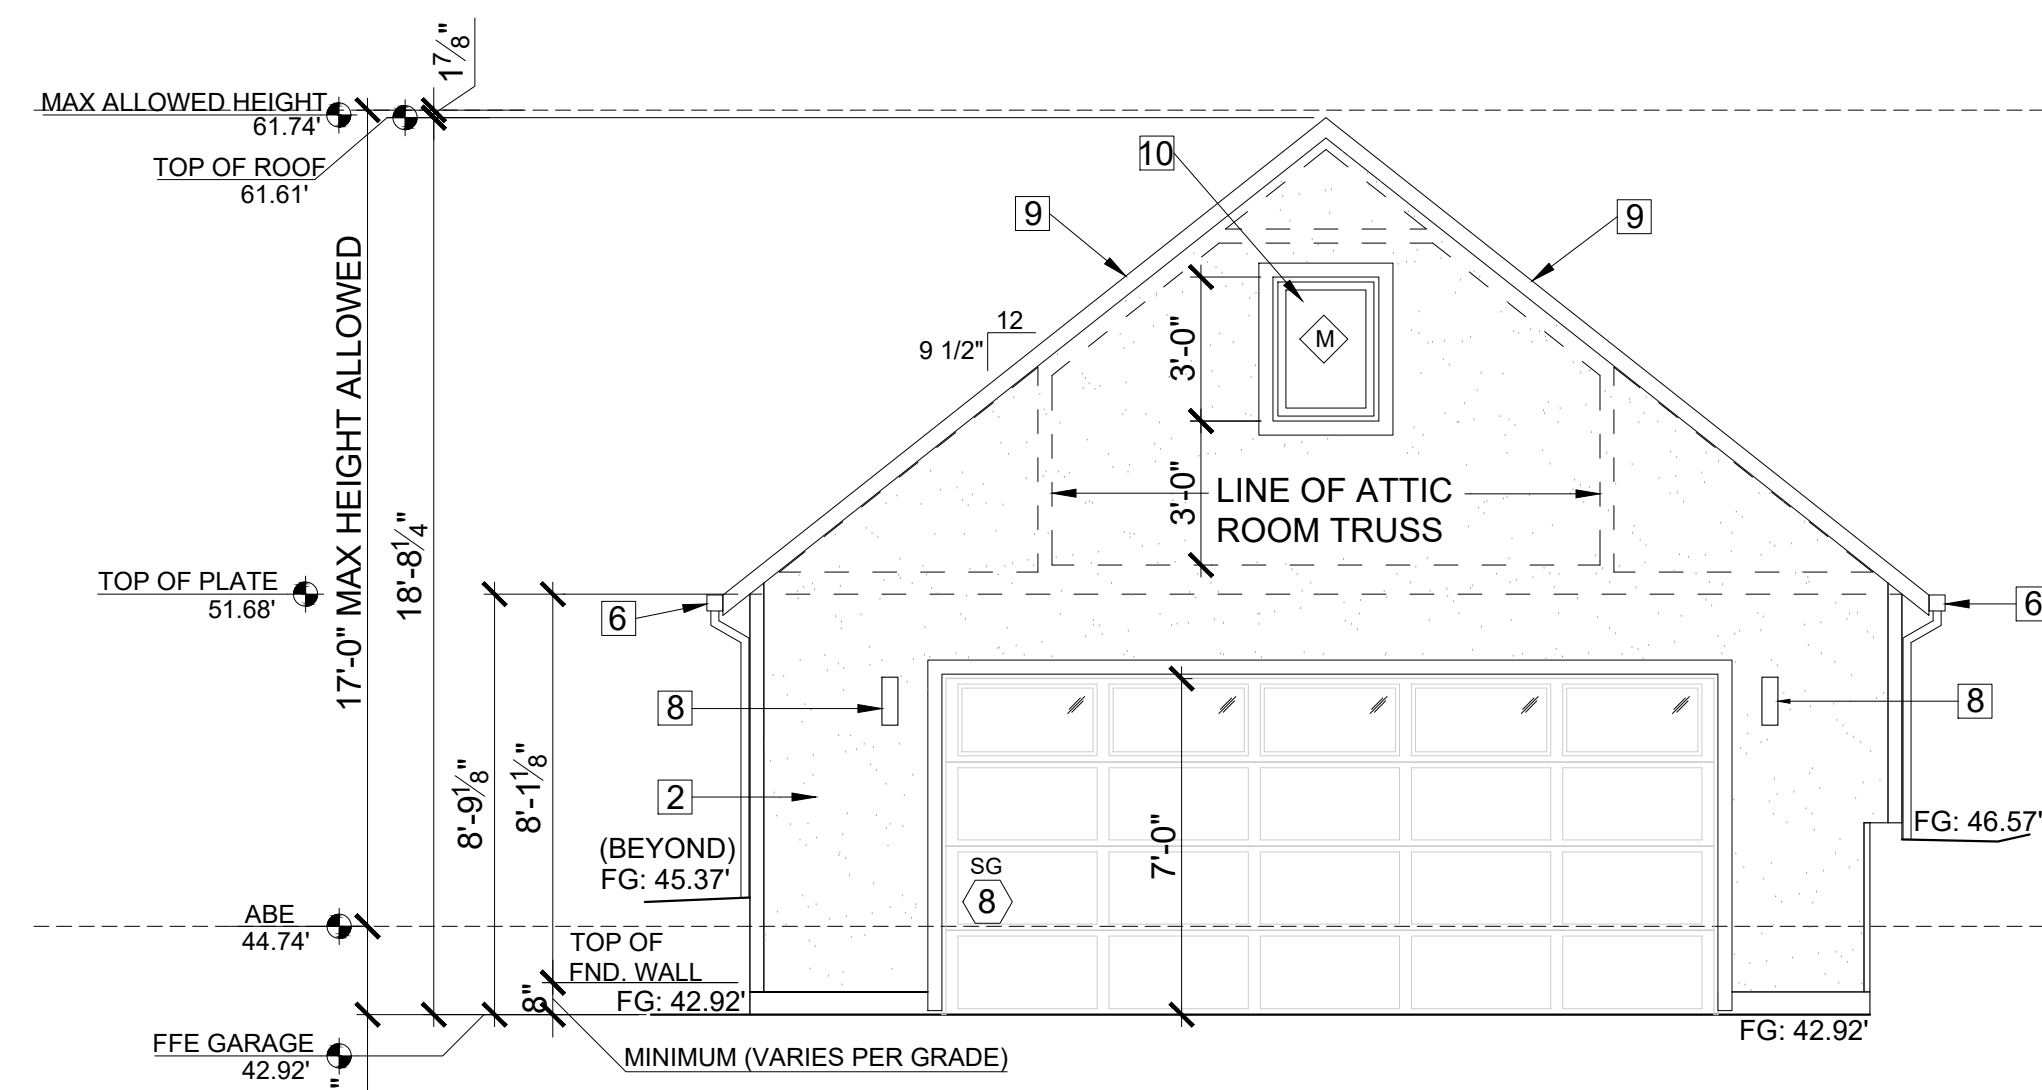 1⅞"
MAX ALLOWED HEIGHT
61.74'
TOP OF ROOF
61.61'
10
9
9
12
9 1/2"
M
3'-0"
3'-0"
LINE OF ATTIC
ROOM TRUSS
17'-0" MAX HEIGHT ALLOWED
18'-8¼"
TOP OF PLATE
51.68'
6
6
8
8
8'-9⅛"
8'-1⅛"
2
7'-0"
(BEYOND)
FG: 45.37'
FG: 46.57'
SG
8
ABE
44.74'
TOP OF
FND. WALL
8"
FG: 42.92'
FG: 42.92'
FFE GARAGE
42.92'
MINIMUM (VARIES PER GRADE)
"